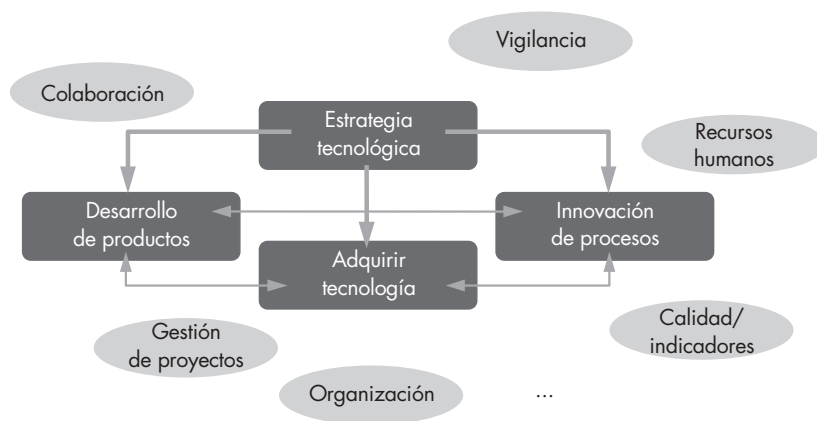 Vigilancia
Colaboración
Estrategia
tecnológica
Recursos
humanos
Desarrollo
de productos
Innovación
de procesos
Adquirir
tecnología
Gestión
de proyectos
Calidad/
indicadores
Organización
...